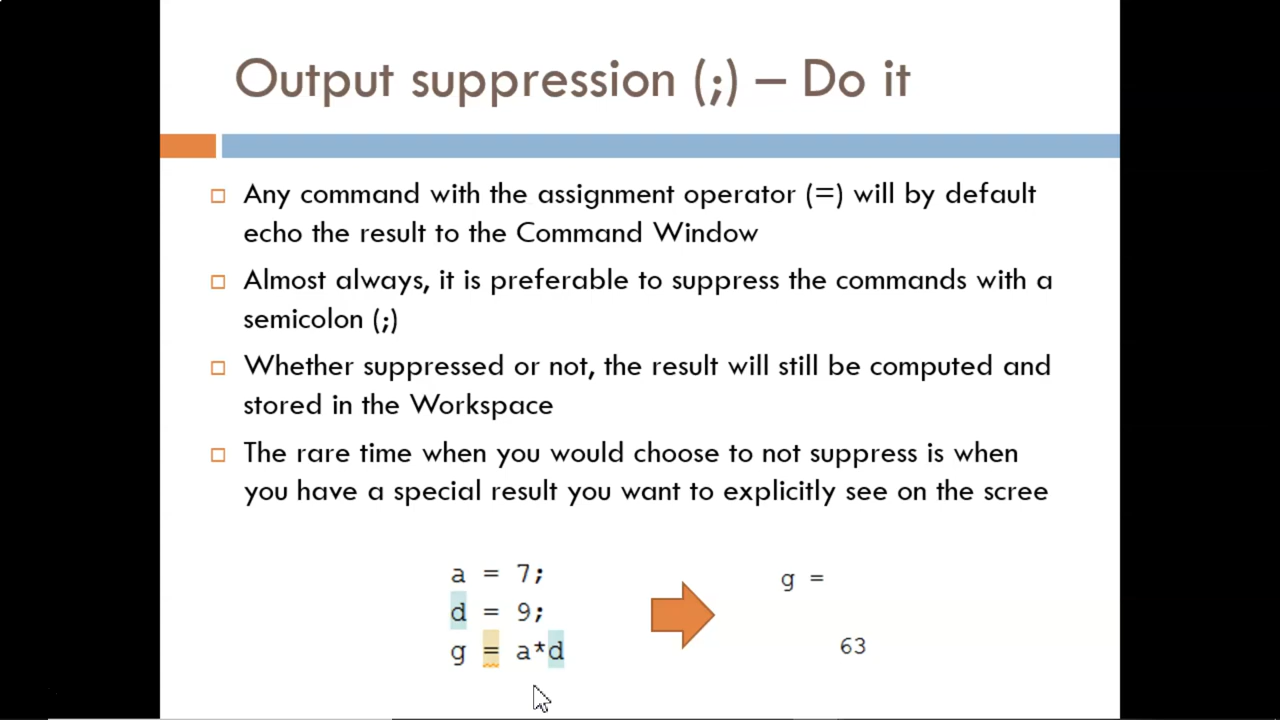 Output suppression (;) – Do it
Any command with the assignment operator (=) will by default
echo the result to the Command Window
Almost always, it is preferable to suppress the commands with a
semicolon (;)
Whether suppressed or not, the result will still be computed and
stored in the Workspace
The rare time when you would choose to not suppress is when
you have a special result you want to explicitly see on the scree
a = 7;
d = 9;
g = a*d
g =
63